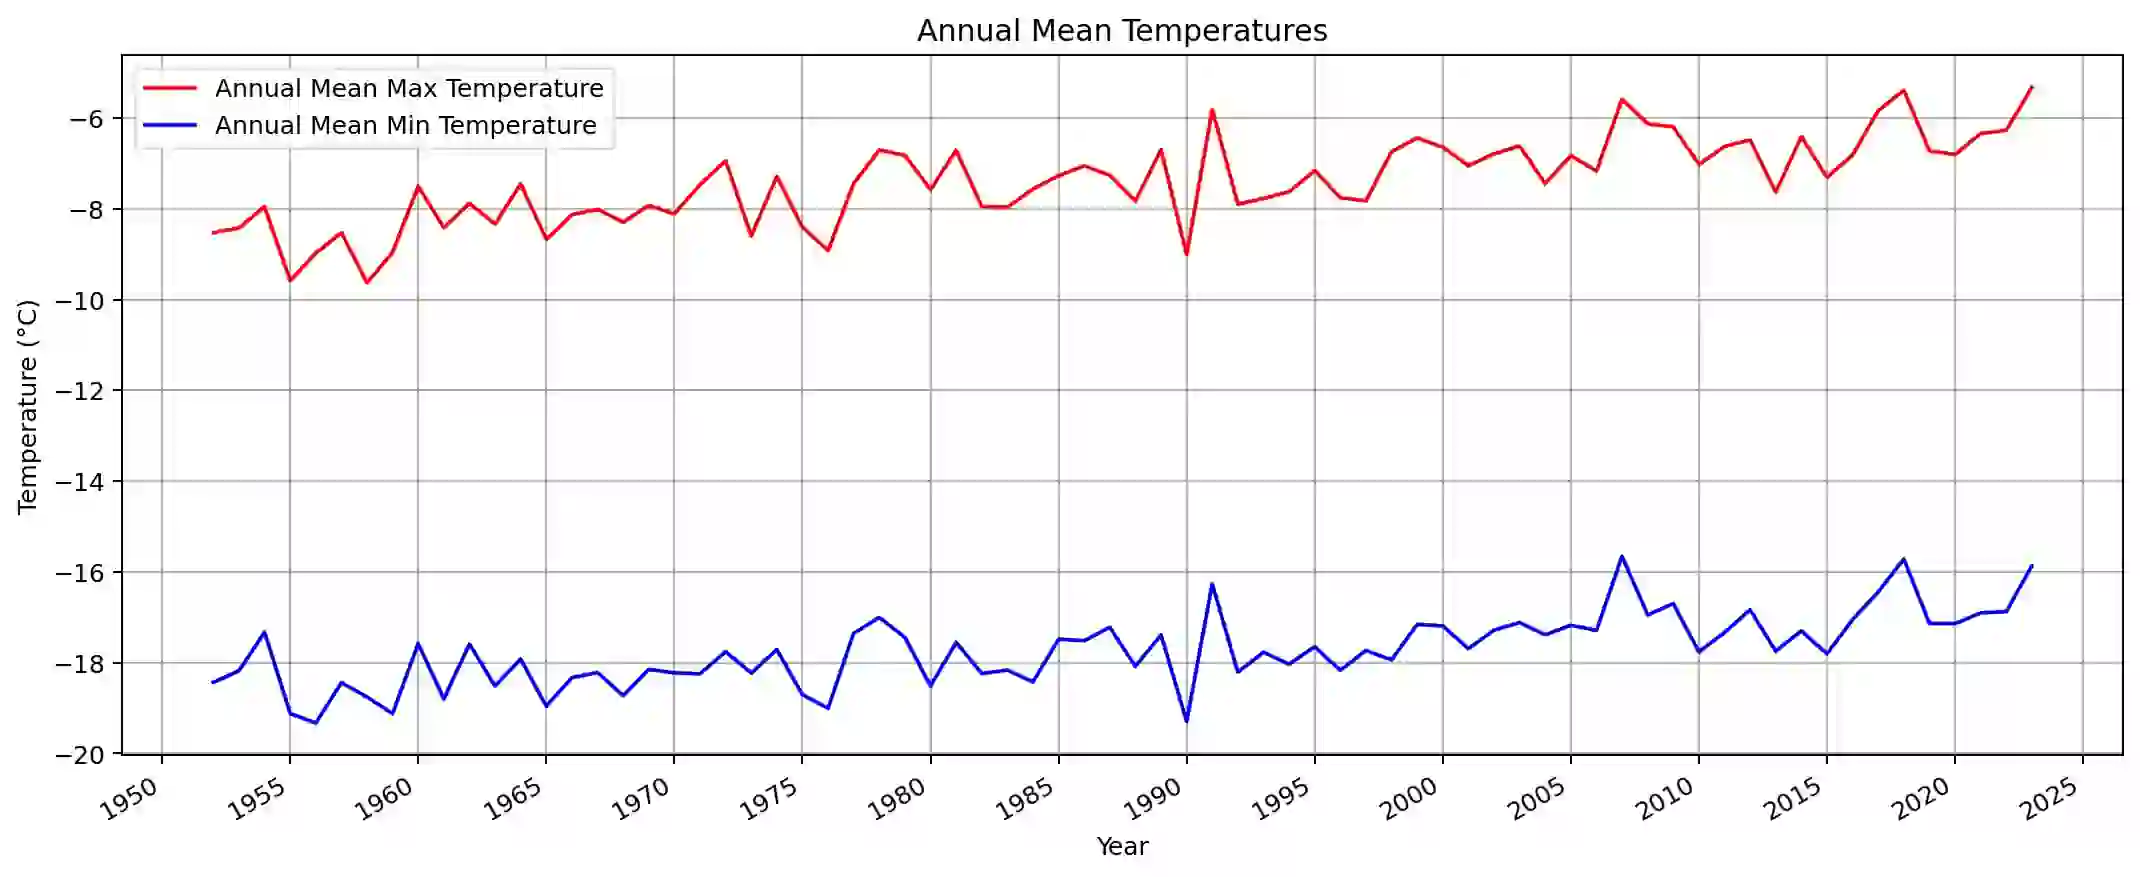 Annual Mean Temperatures
Annual Mean Max Temperature
Annual Mean Min Temperature
Temperature (°C)
−6
−8
−10
−12
−14
−16
−18
−20
1950 1955 1960 1965 1970 1975 1980 1985 1990 1995 2000 2005 2010 2015 2020 2025
Year